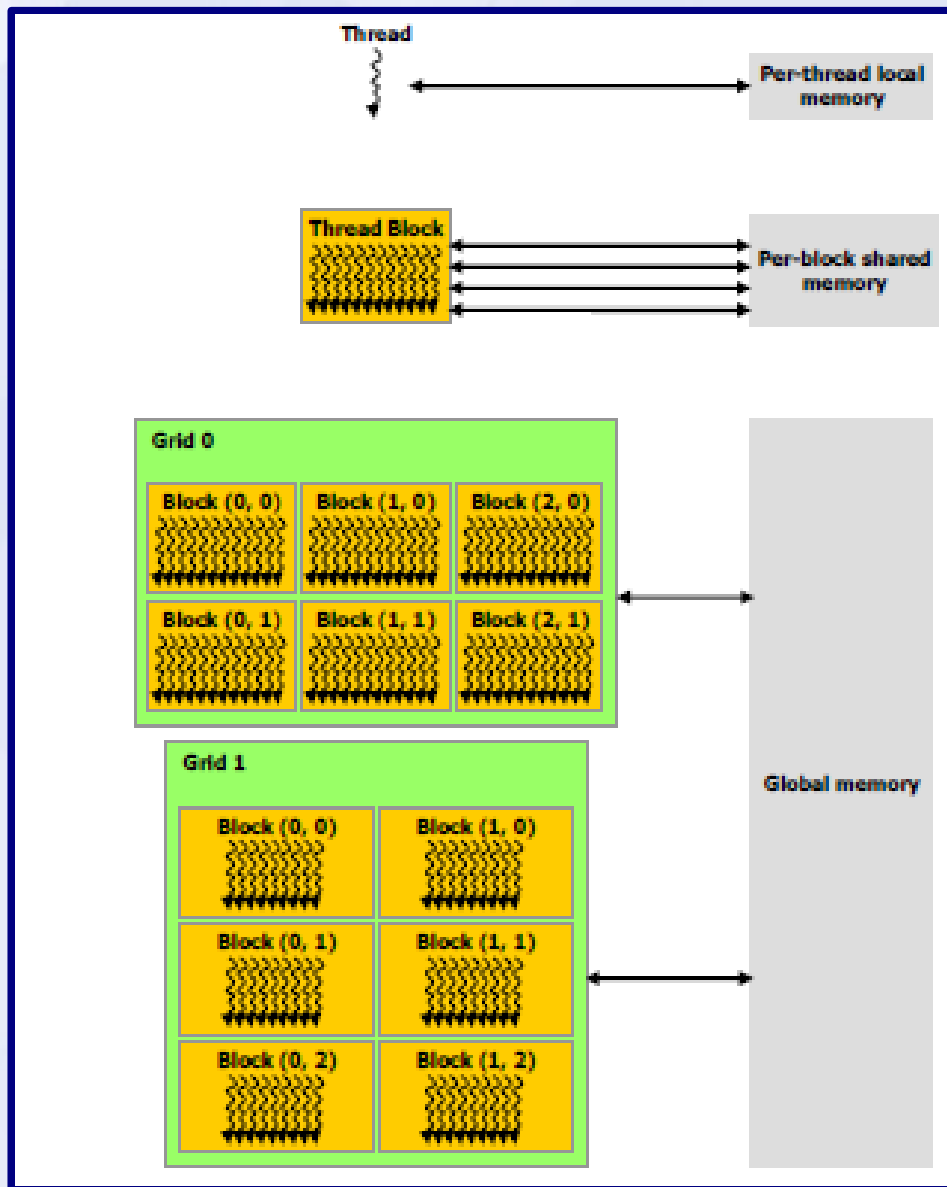 Thread
Per-thread local
memory
Thread Block
Per-block shared
memory
Grid 0
Block (0, 0)
Block (1, 0)
Block (2, 0)
Block (0, 1)
Block (1, 1)
Block (2, 1)
Grid 1
Global memory
Block (0, 0)
Block (1, 0)
Block (0, 1)
Block (1, 1)
Block (0, 2)
Block (1, 2)